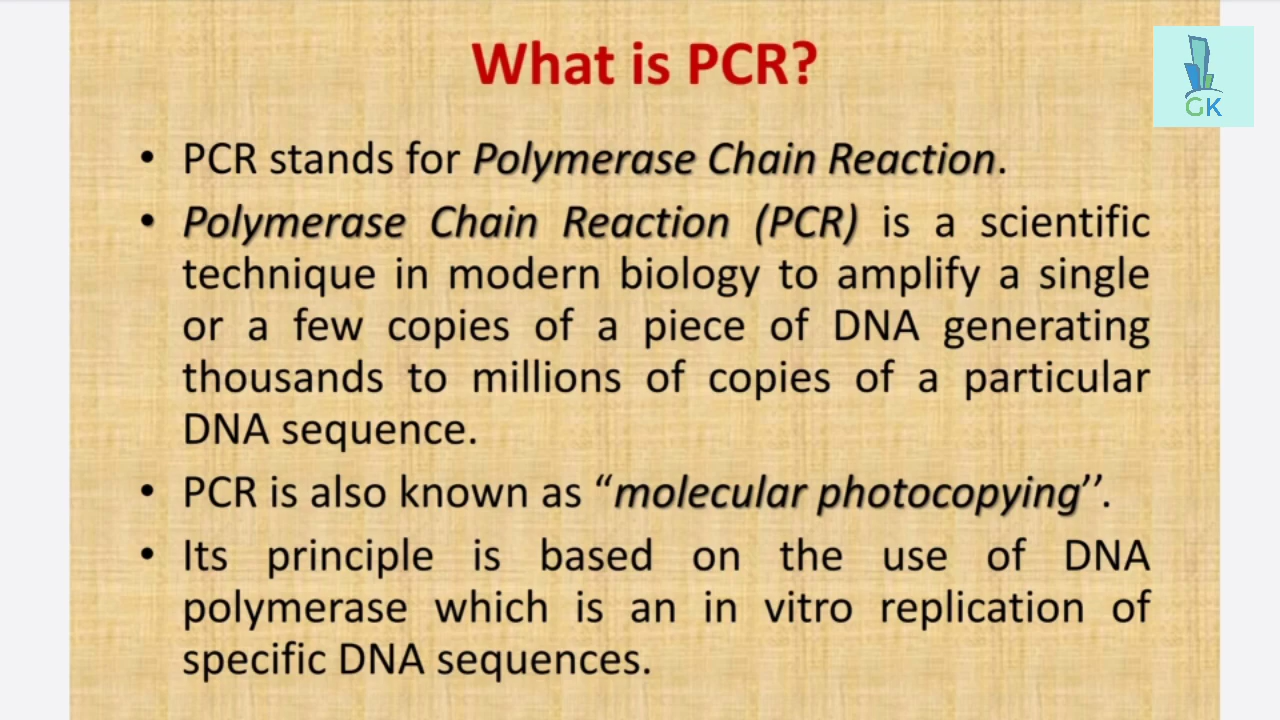 What is PCR?
GK
• PCR stands for Polymerase Chain Reaction.
• Polymerase Chain Reaction (PCR) is a scientific
technique in modern biology to amplify a single
or a few copies of a piece of DNA generating
thousands to millions of copies of a particular
DNA sequence.
• PCR is also known as “molecular photocopying’’.
• Its principle is based on the use of DNA
polymerase which is an in vitro replication of
specific DNA sequences.